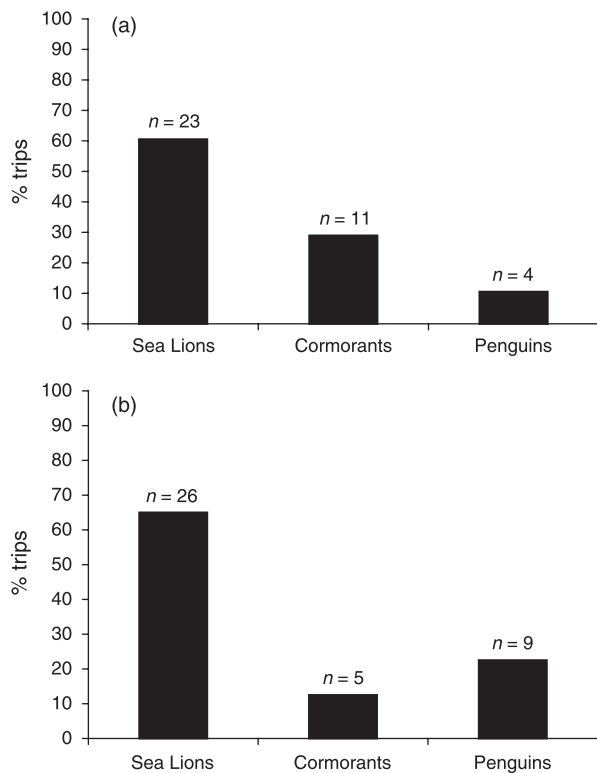 (a)
% trips
100
90
80
70
60
50
40
30
20
10
0
n = 23
n = 11
n = 4
Sea Lions Cormorants Penguins
(b)
% trips
100
90
80
70
60
50
40
30
20
10
0
n = 26
n = 5
n = 9
Sea Lions Cormorants Penguins